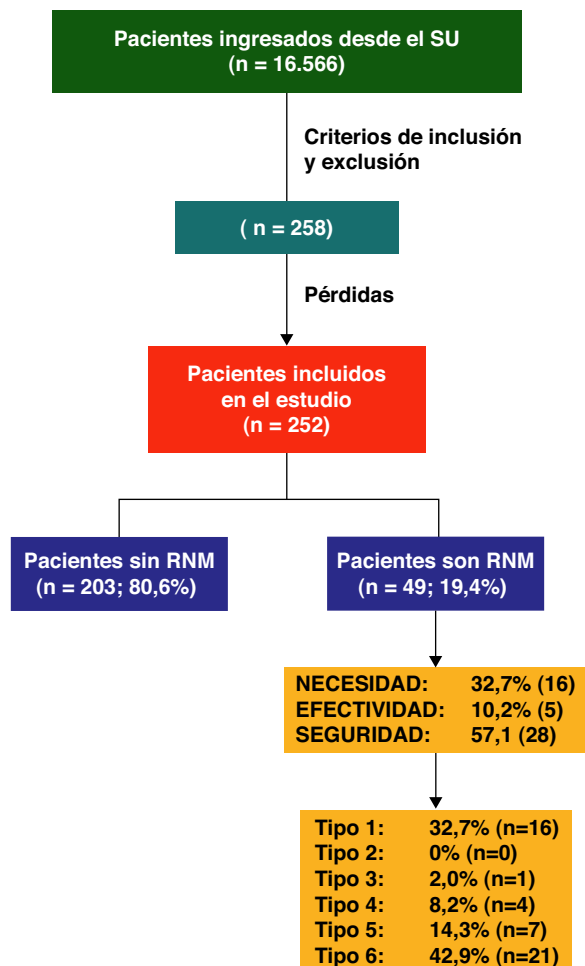 Pacientes ingresados desde el SU
(n = 16.566)
Criterios de inclusión
y exclusión
( n = 258)
Pérdidas
Pacientes incluidos
en el estudio
(n = 252)
Pacientes sin RNM
(n = 203; 80,6%)
Pacientes son RNM
(n = 49; 19,4%)
NECESIDAD: 32,7% (16)
EFECTIVIDAD: 10,2% (5)
SEGURIDAD: 57,1 (28)
Tipo 1: 32,7% (n=16)
Tipo 2: 0% (n=0)
Tipo 3: 2,0% (n=1)
Tipo 4: 8,2% (n=4)
Tipo 5: 14,3% (n=7)
Tipo 6: 42,9% (n=21)